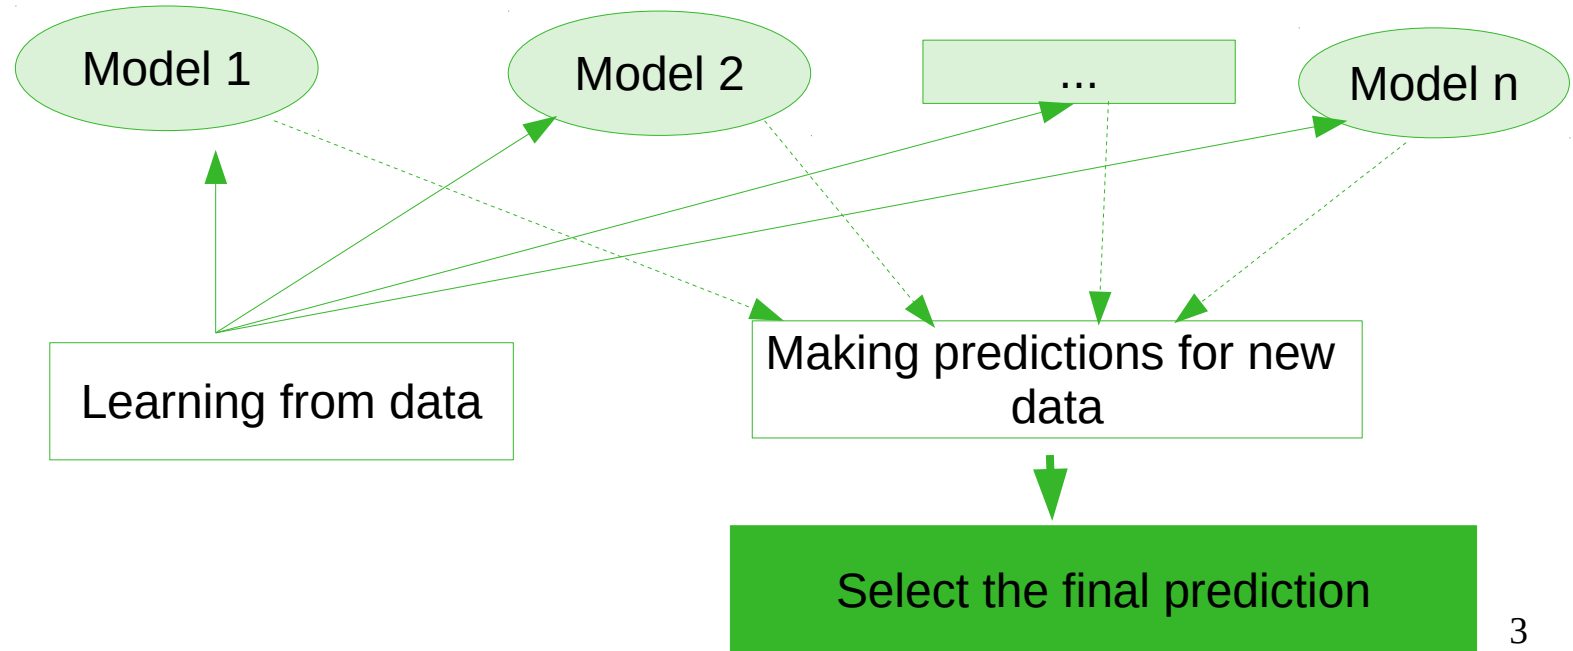 Model 1
Model 2
...
Model n
Learning from data
Making predictions for new
data
Select the final prediction
3